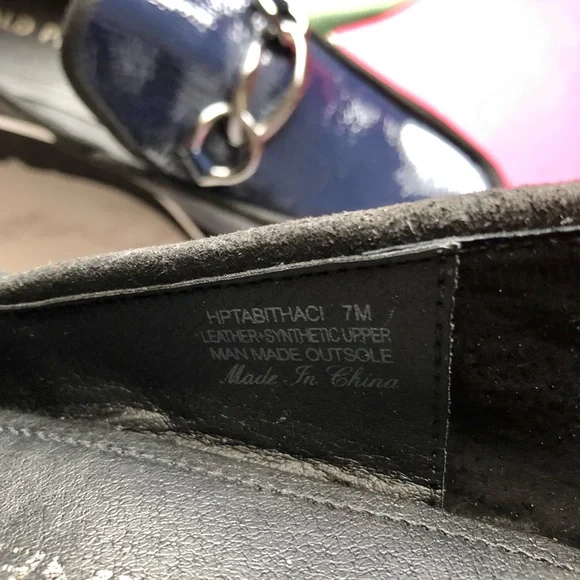 HPTABITHACI 7M
LEATHER+SYNTHETIC UPPER
MAN MADE OUTSOLE
Made In China